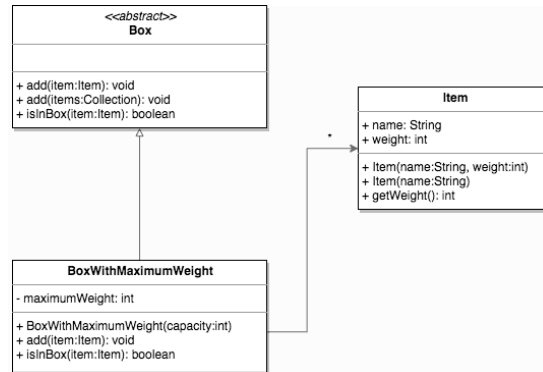 <<abstract>>
Box
+ add(item:Item): void
+ add(items:Collection): void
+ isInBox(item:Item): boolean
Item
+ name: String
+ weight: int
+ Item(name:String, weight:int)
+ Item(name:String)
+ getWeight(): int
*
BoxWithMaximumWeight
- maximumWeight: int
+ BoxWithMaximumWeight(capacity:int)
+ add(item:Item): void
+ isInBox(item:Item): boolean